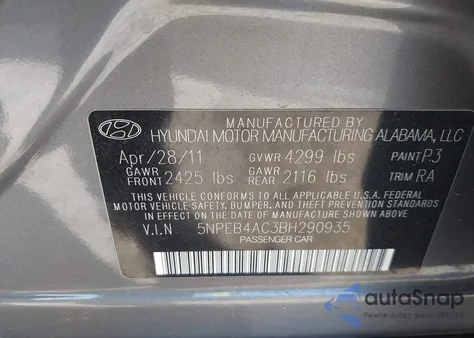 MANUFACTURED BY
HYUNDAI MOTOR MANUFACTURING ALABAMA, LLC
Apr/28/11 GVWR 4299 lbs PAINT P3
GAWR FRONT 2425 lbs GAWR REAR 2116 lbs TRIM RA
THIS VEHICLE CONFORMS TO ALL APPLICABLE U.S.A. FEDERAL
MOTOR VEHICLE SAFETY, BUMPER, AND THEFT PREVENTION STANDARDS
IN EFFECT ON THE DATE OF MANUFACTURE SHOWN ABOVE.
V.I.N 5NPEB4AC3BH290935
PASSENGER CAR
autoSnap